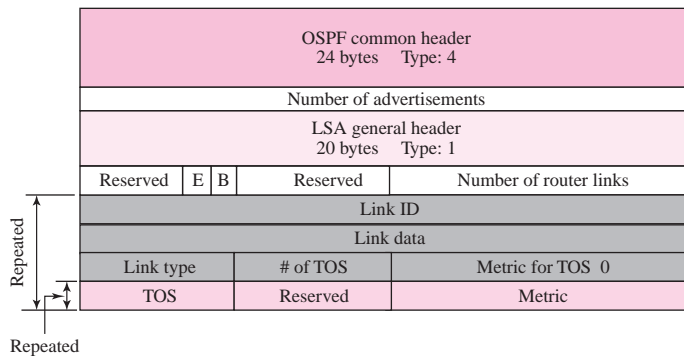 OSPF common header
24 bytes Type: 4
Number of advertisements
LSA general header
20 bytes Type: 1
Reserved E B Reserved Number of router links
Link ID
Link data
Link type # of TOS Metric for TOS 0
TOS Reserved Metric
Repeated
Repeated